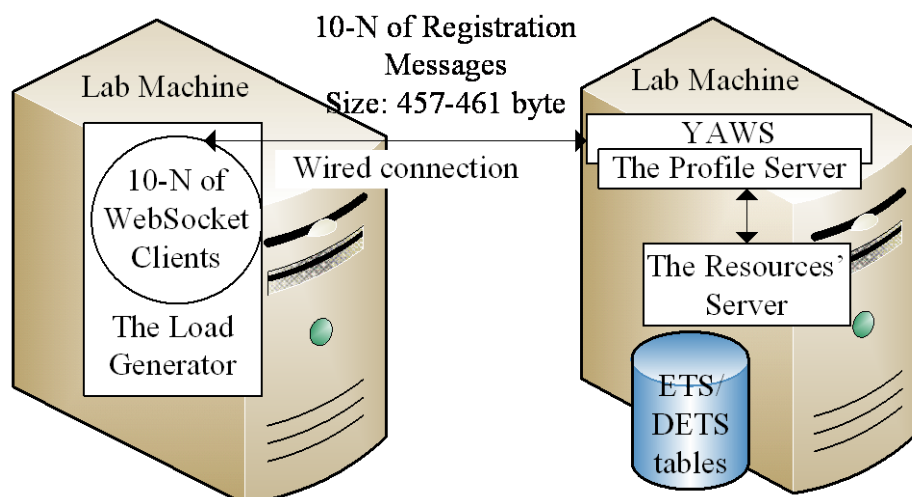 10-N of Registration
Messages
Size: 457-461 byte
Lab Machine
Lab Machine
Wired connection
10-N of
WebSocket
Clients
The Load
Generator
YAWS
The Profile Server
The Resources’
Server
ETS/
DETS
tables